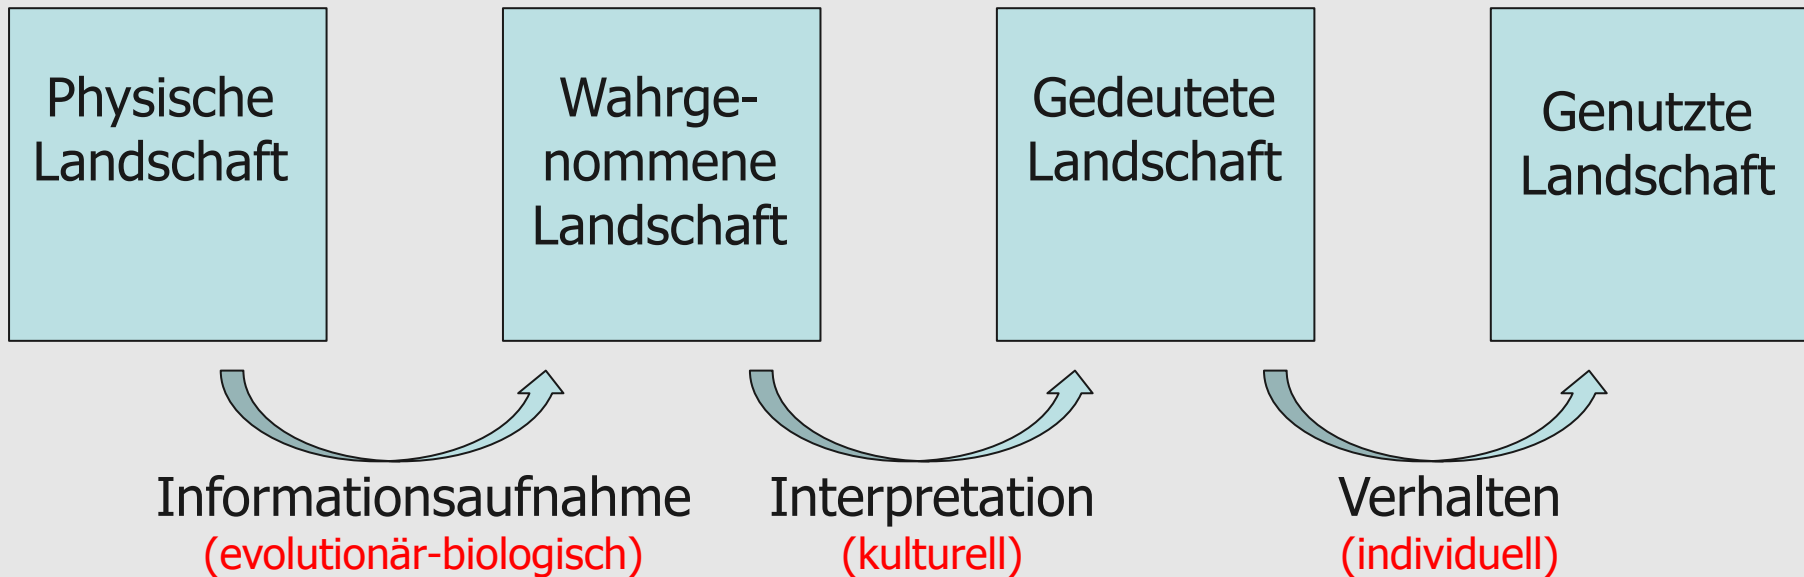 Physische
Landschaft
Wahrge-
nommene
Landschaft
Gedeutete
Landschaft
Genutzte
Landschaft
Informationsaufnahme
(evolutionär-biologisch)
Interpretation
(kulturell)
Verhalten
(individuell)